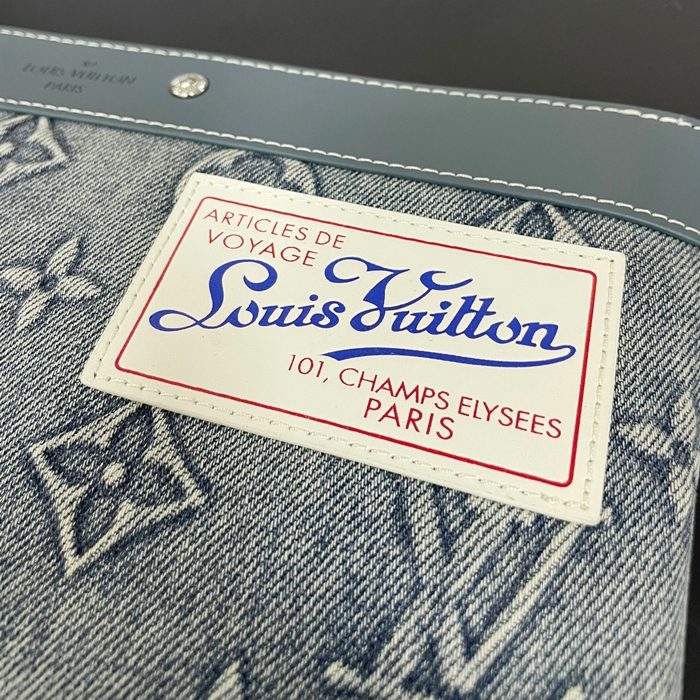 LOUIS VUITTON
PARIS
ARTICLES DE
VOYAGE
Louis Vuitton
101, CHAMPS ELYSEES
PARIS